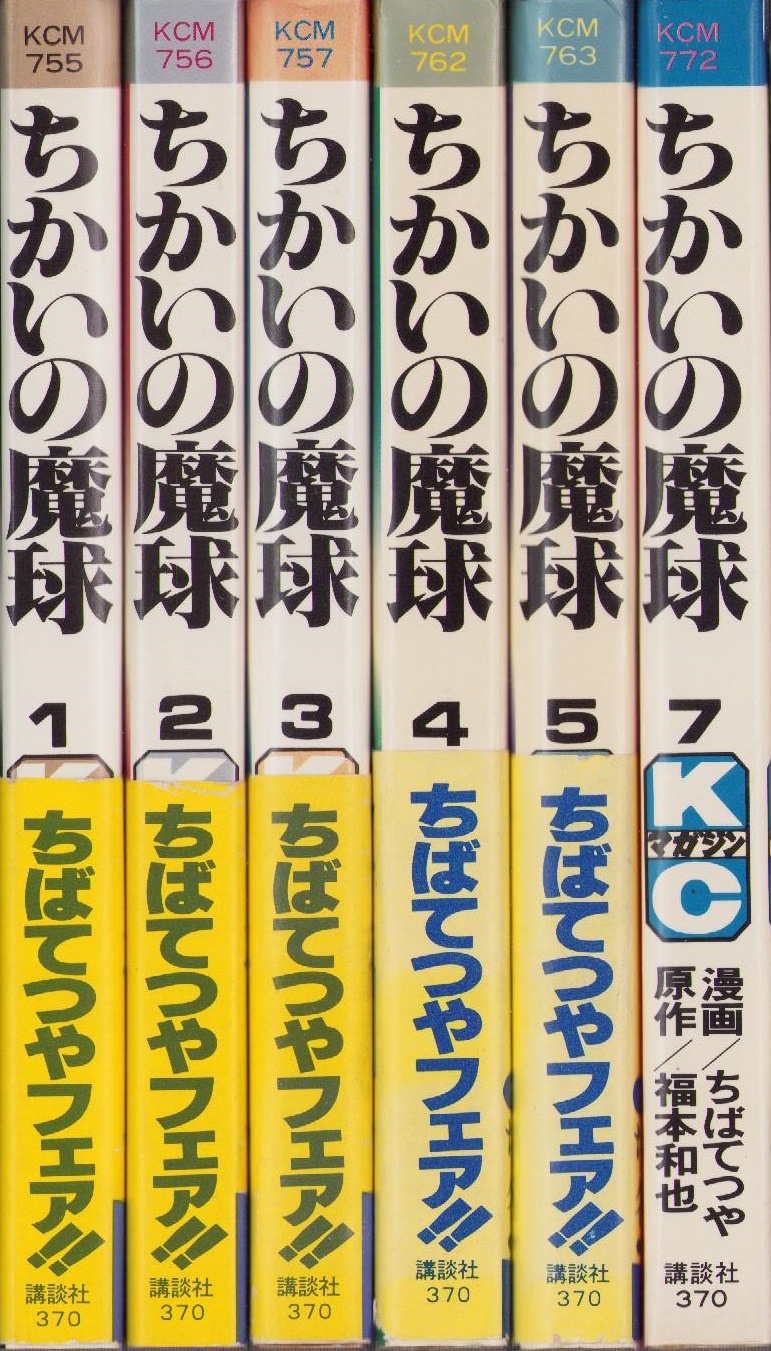 KCM
755
ちかいの魔球
1
K
ちばてつやフェア!!
講談社
370
KCM
756
ちかいの魔球
2
K
ちばてつやフェア!!
講談社
370
KCM
757
ちかいの魔球
3
K
ちばてつやフェア!!
講談社
370
KCM
762
ちかいの魔球
4
ちばてつやフェア!!
講談社
370
KCM
763
ちかいの魔球
5
ちばてつやフェア!!
講談社
370
KCM
772
ちかいの魔球
7
K
マガジン
C
漫画/ちばてつや
原作/福本和也
講談社
370